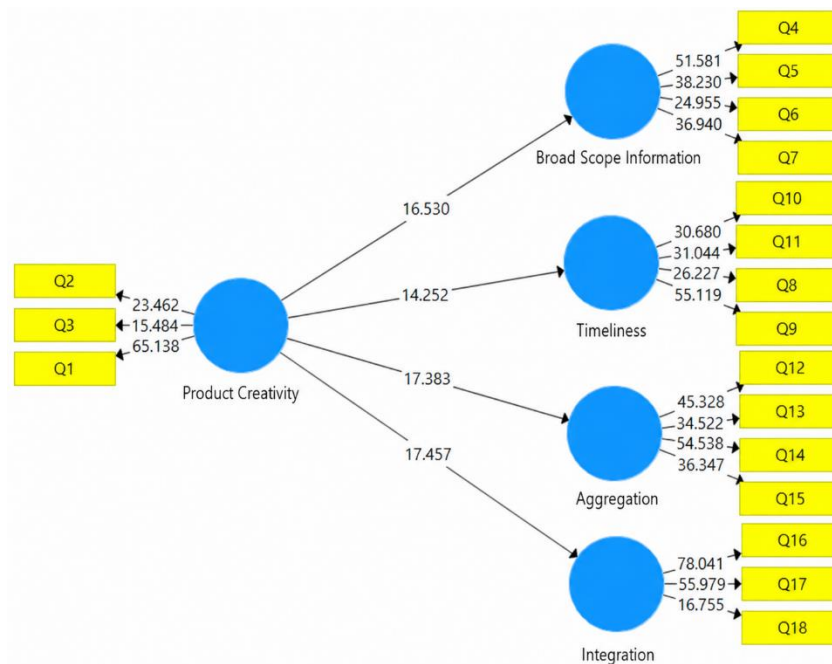 Q4
51.581
Q5
38.230
24.955
Q6
36.940
Broad Scope Information
Q7
Q10
16.530
30.680
Q11
31.044
26.227
Q8
55.119
Q2
23.462
14.252
Q9
Timeliness
Q3
15.484
65.138
Q12
Q1
17.383
45.328
Product Creativity
Q13
34.522
54.538
Q14
36.347
17.457
Aggregation
Q15
Q16
78.041
Q17
55.979
16.755
Q18
Integration